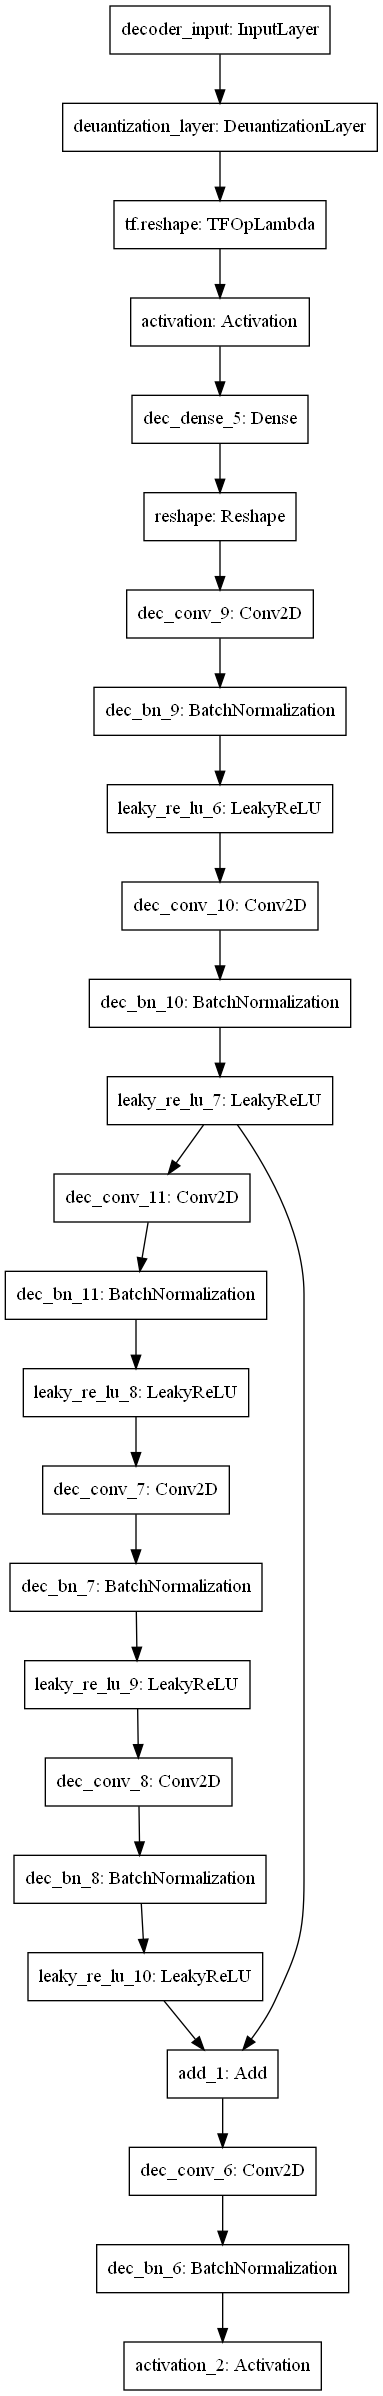 decoder_input: InputLayer
deuantization_layer: DeuantizationLayer
tf.reshape: TFOpLambda
activation: Activation
dec_dense_5: Dense
reshape: Reshape
dec_conv_9: Conv2D
dec_bn_9: BatchNormalization
leaky_re_lu_6: LeakyReLU
dec_conv_10: Conv2D
dec_bn_10: BatchNormalization
leaky_re_lu_7: LeakyReLU
dec_conv_11: Conv2D
dec_bn_11: BatchNormalization
leaky_re_lu_8: LeakyReLU
dec_conv_7: Conv2D
dec_bn_7: BatchNormalization
leaky_re_lu_9: LeakyReLU
dec_conv_8: Conv2D
dec_bn_8: BatchNormalization
leaky_re_lu_10: LeakyReLU
add_1: Add
dec_conv_6: Conv2D
dec_bn_6: BatchNormalization
activation_2: Activation